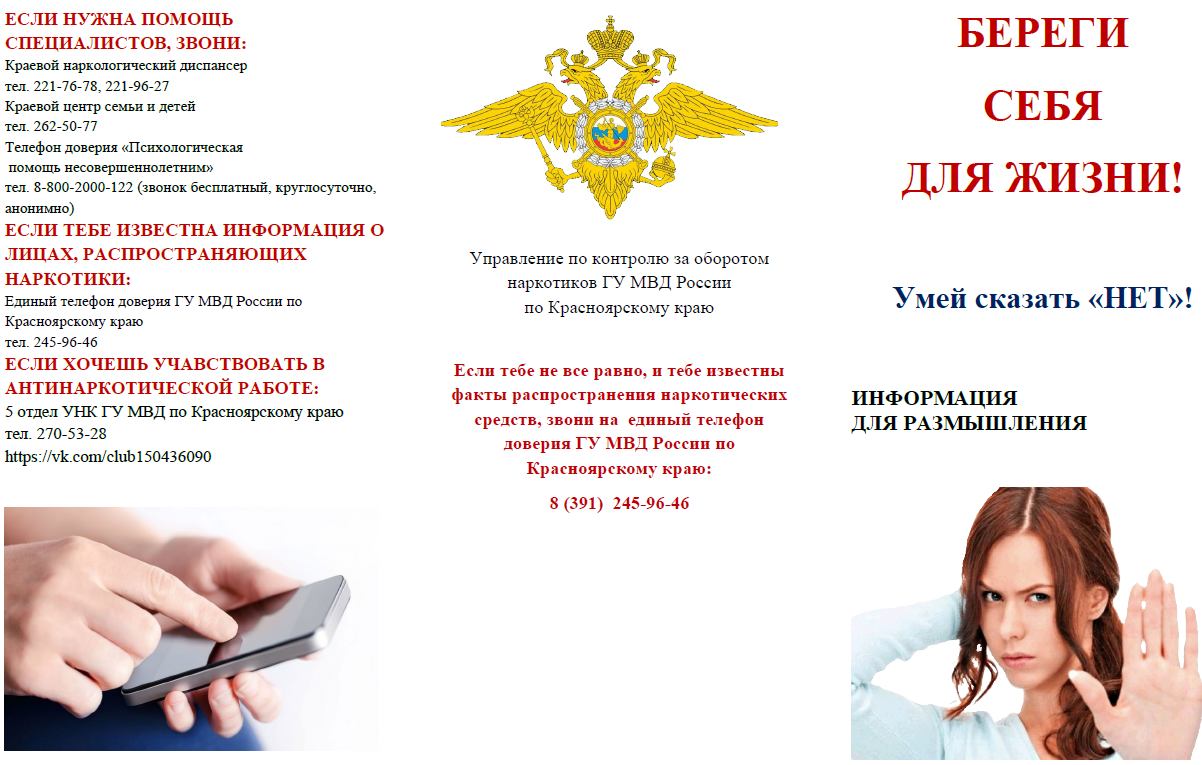 ЕСЛИ НУЖНА ПОМОЩЬ
СПЕЦИАЛИСТОВ, ЗВОНИ:
Краевой наркологический диспансер
тел. 221-76-78, 221-96-27
Краевой центр семьи и детей
тел. 262-50-77
Телефон доверия «Психологическая
помощь несовершеннолетним»
тел. 8-800-2000-122 (звонок бесплатный, круглосуточно,
анонимно)
ЕСЛИ ТЕБЕ ИЗВЕСТНА ИНФОРМАЦИЯ О
ЛИЦАХ, РАСПРОСТРАНЯЮЩИХ
НАРКОТИКИ:
Единый телефон доверия ГУ МВД России по
Красноярскому краю
тел. 245-96-46
ЕСЛИ ХОЧЕШЬ УЧАВСТВОВАТЬ В
АНТИНАРКОТИЧЕСКОЙ РАБОТЕ:
5 отдел УНК ГУ МВД по Красноярскому краю
тел. 270-53-28
https://vk.com/club150436090
Управление по контролю за оборотом
наркотиков ГУ МВД России
по Красноярскому краю
Если тебе не все равно, и тебе известны
факты распространения наркотических
средств, звони на единый телефон
доверия ГУ МВД России по
Красноярскому краю:
8 (391) 245-96-46
БЕРЕГИ
СЕБЯ
ДЛЯ ЖИЗНИ!
Умей сказать «НЕТ»!
ИНФОРМАЦИЯ
ДЛЯ РАЗМЫШЛЕНИЯ